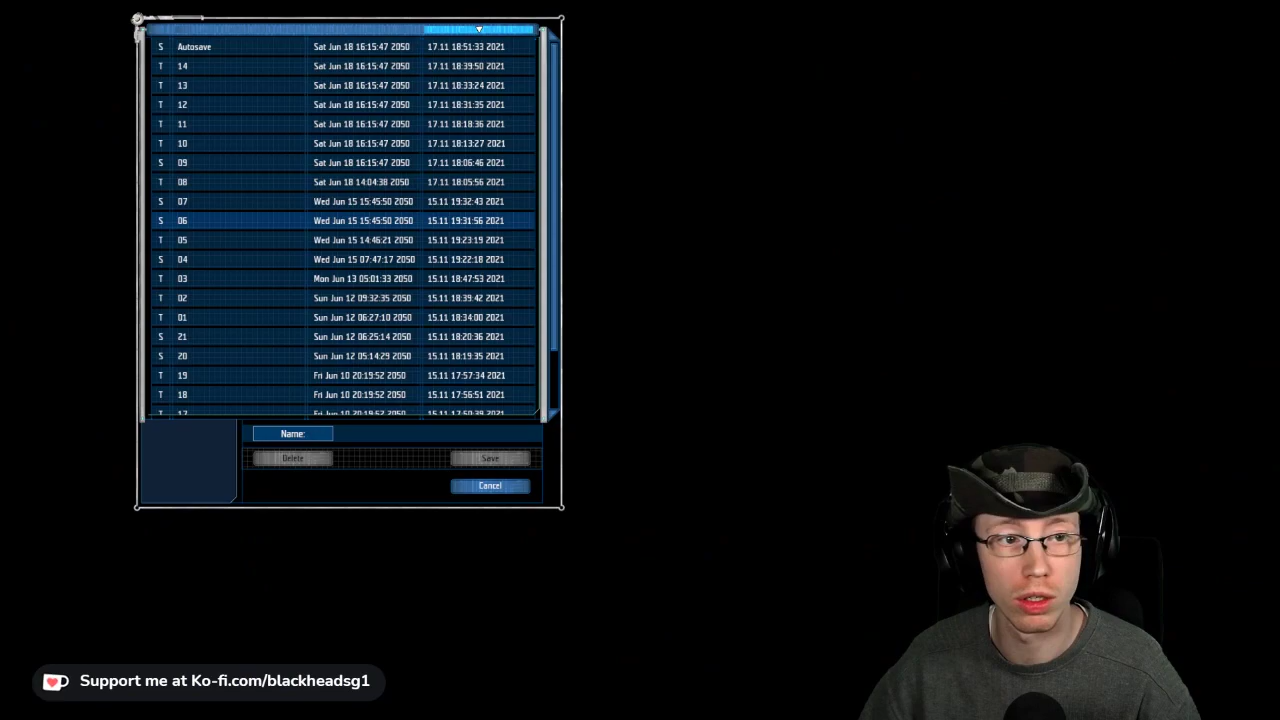 S Autosave Sat Jun 18 16:15:47 2050 17.11 18:51:33 2021
T 14 Sat Jun 18 16:15:47 2050 17.11 18:39:50 2021
T 13 Sat Jun 18 16:15:47 2050 17.11 18:33:24 2021
T 12 Sat Jun 18 16:15:47 2050 17.11 18:31:35 2021
T 11 Sat Jun 18 16:15:47 2050 17.11 18:18:36 2021
T 10 Sat Jun 18 16:15:47 2050 17.11 18:13:27 2021
S 09 Sat Jun 18 16:15:47 2050 17.11 18:06:46 2021
T 08 Sat Jun 18 14:04:38 2050 17.11 18:05:56 2021
S 07 Wed Jun 15 15:45:50 2050 15.11 19:32:43 2021
S 06 Wed Jun 15 15:45:50 2050 15.11 19:31:56 2021
T 05 Wed Jun 15 14:46:21 2050 15.11 19:23:19 2021
S 04 Wed Jun 15 07:47:17 2050 15.11 19:22:18 2021
T 03 Mon Jun 13 05:01:33 2050 15.11 18:47:53 2021
T 02 Sun Jun 12 09:32:35 2050 15.11 18:39:42 2021
T 01 Sun Jun 12 06:27:10 2050 15.11 18:34:00 2021
S 21 Sun Jun 12 06:25:14 2050 15.11 18:20:36 2021
S 20 Sun Jun 12 05:14:29 2050 15.11 18:19:35 2021
T 19 Fri Jun 10 20:19:52 2050 15.11 17:57:34 2021
T 18 Fri Jun 10 20:19:52 2050 15.11 17:56:51 2021
T 17 Fri Jun 10 20:19:52 2050 15.11 17:50:39 2021
Name:
Delete Save
Cancel
Support me at Ko-fi.com/blackheadsg1